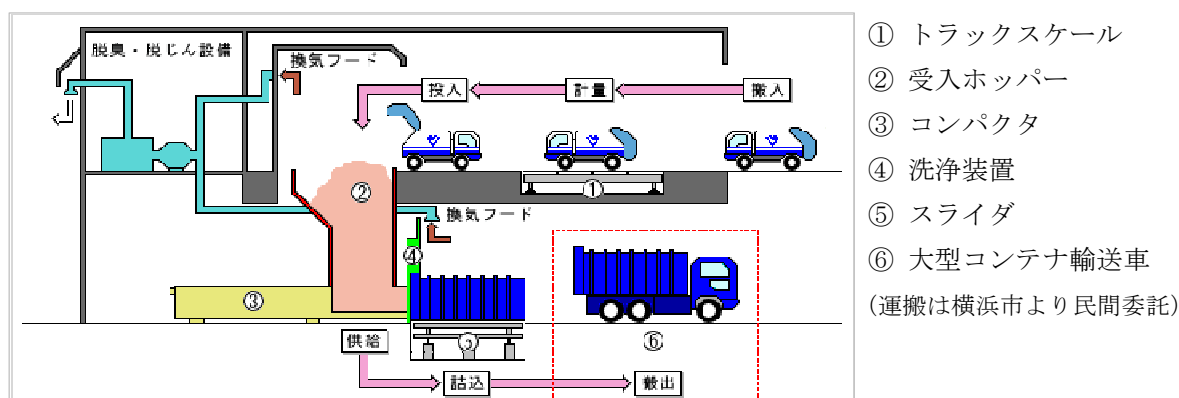 脱臭・脱じん設備
換気フード
投入
計量
搬入
①
②
換気フード
④
③
⑤
⑥
供給
詰込
搬出
① トラックスケール
② 受入ホッパー
③ コンパクタ
④ 洗浄装置
⑤ スライダ
⑥ 大型コンテナ輸送車
(運搬は横浜市より民間委託)